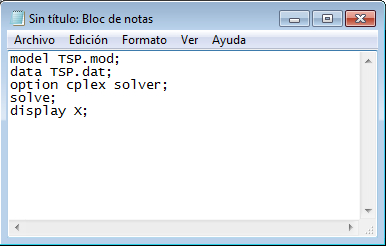 Sin título: Bloc de notas
Archivo Edición Formato Ver Ayuda
model TSP.mod;
data TSP.dat;
option cplex solver;
solve;
display X;